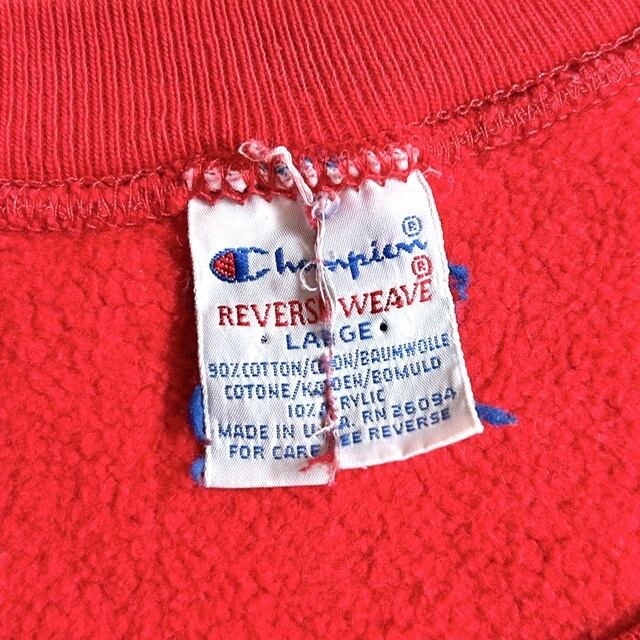 Champion®
REVERSE WEAVE®
LARGE
90% COTTON/COTON/BAUMWOLLE
COTONE/KATOEN/BOMULD
10% ACRYLIC
MADE IN U.S.A. RN 26094
FOR CARE SEE REVERSE